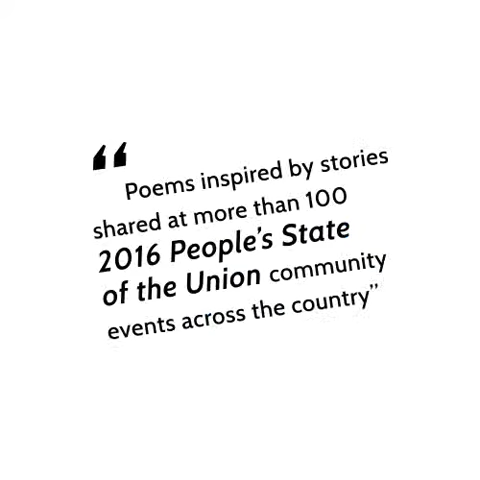 “
Poems inspired by stories
shared at more than 100
2016 People’s State
of the Union community
events across the country”